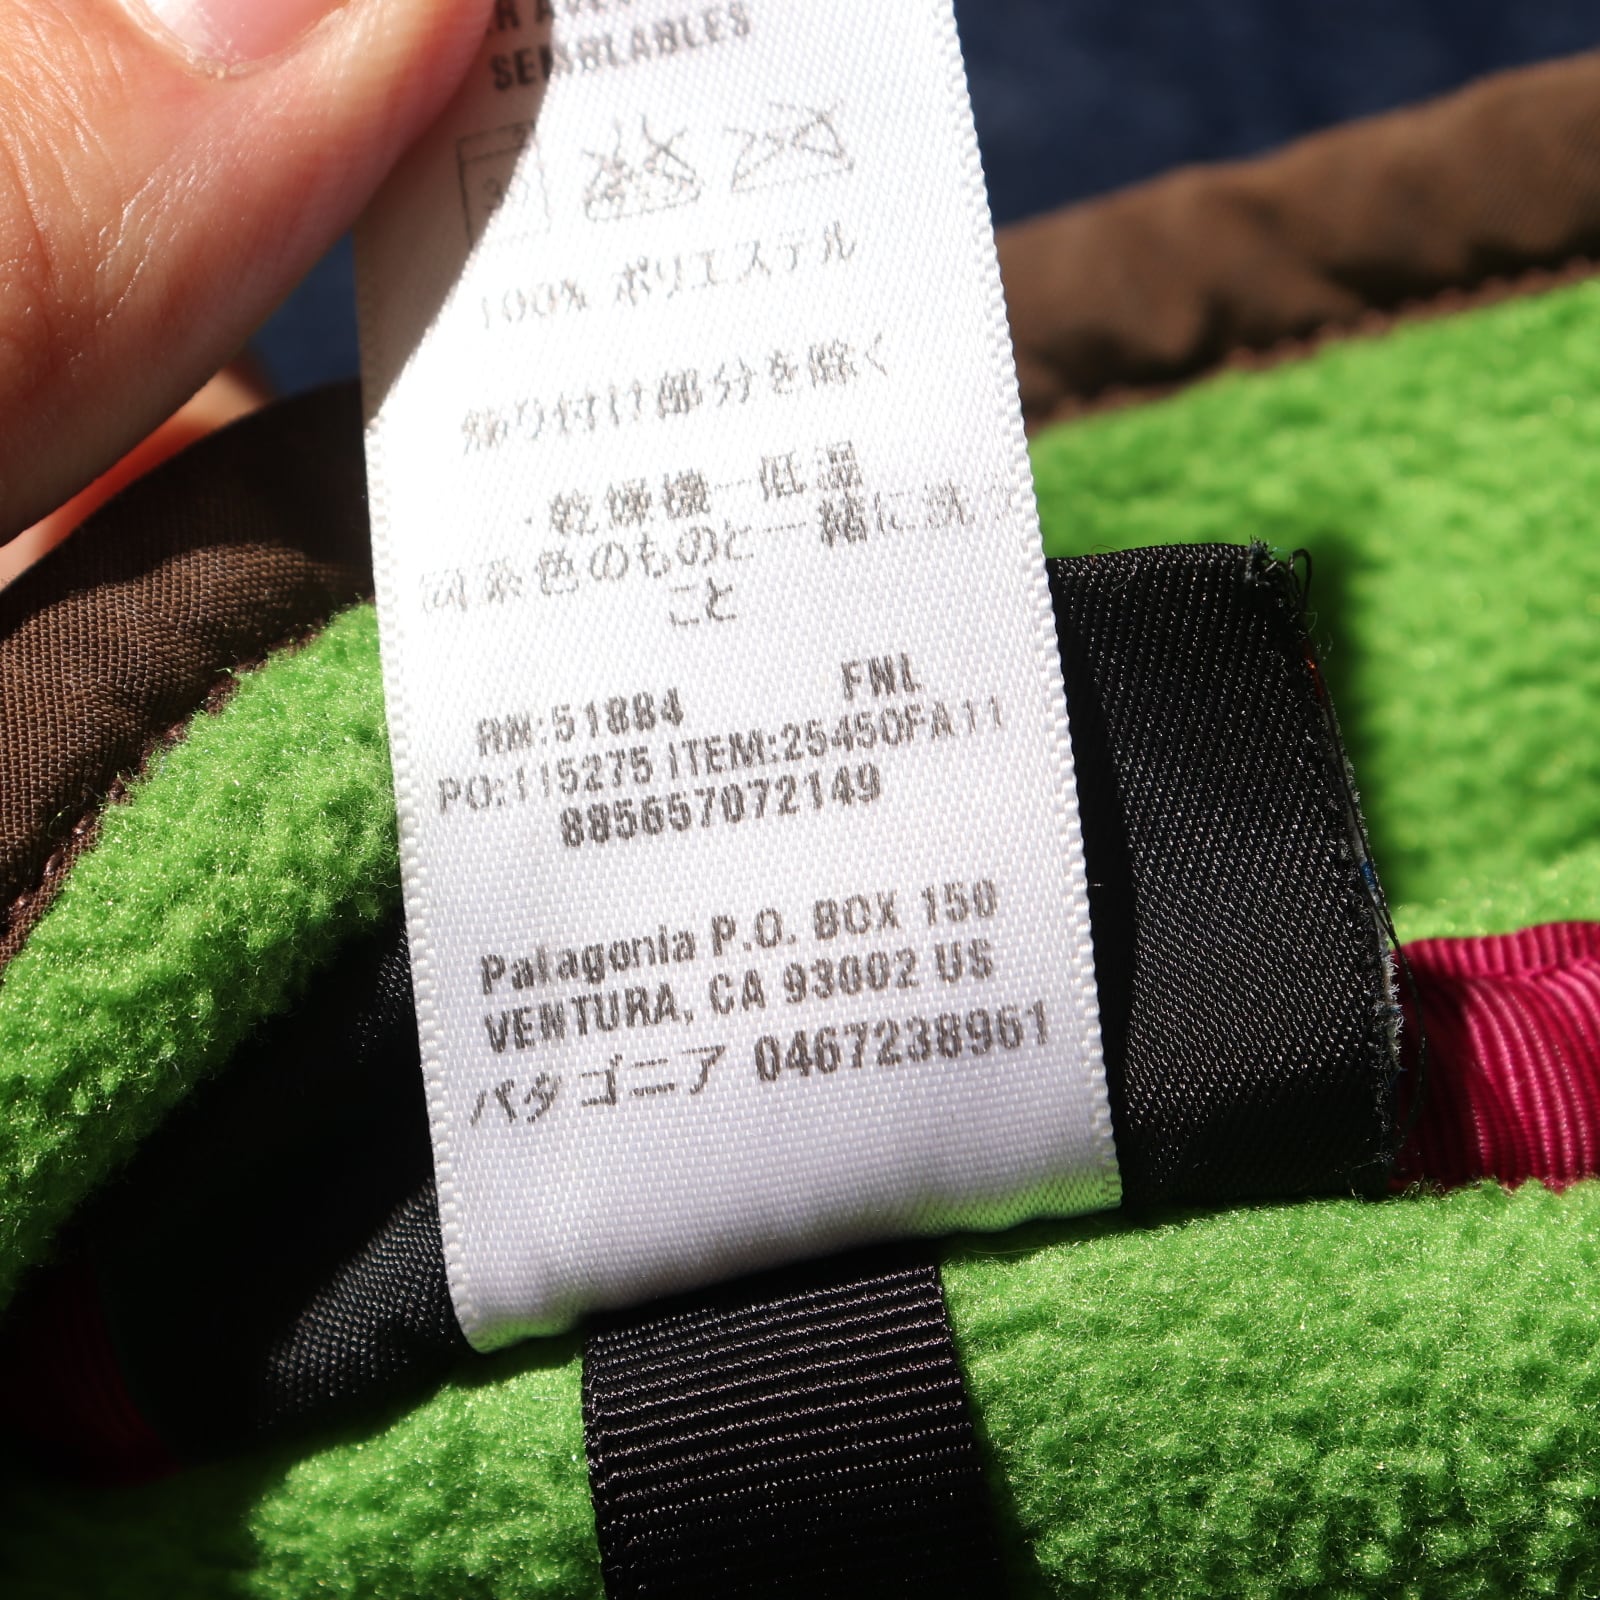 SEMBLABLES
100% ポリエステル
飾り付け部分を除く
・乾燥機－低温
同系色のものと一緒に洗う
こと
RN:51884 FNL
PO:115275 ITEM:25450FA11
885657072149
Patagonia P.O. BOX 150
VENTURA, CA 93002 US
パタゴニア 0467238961